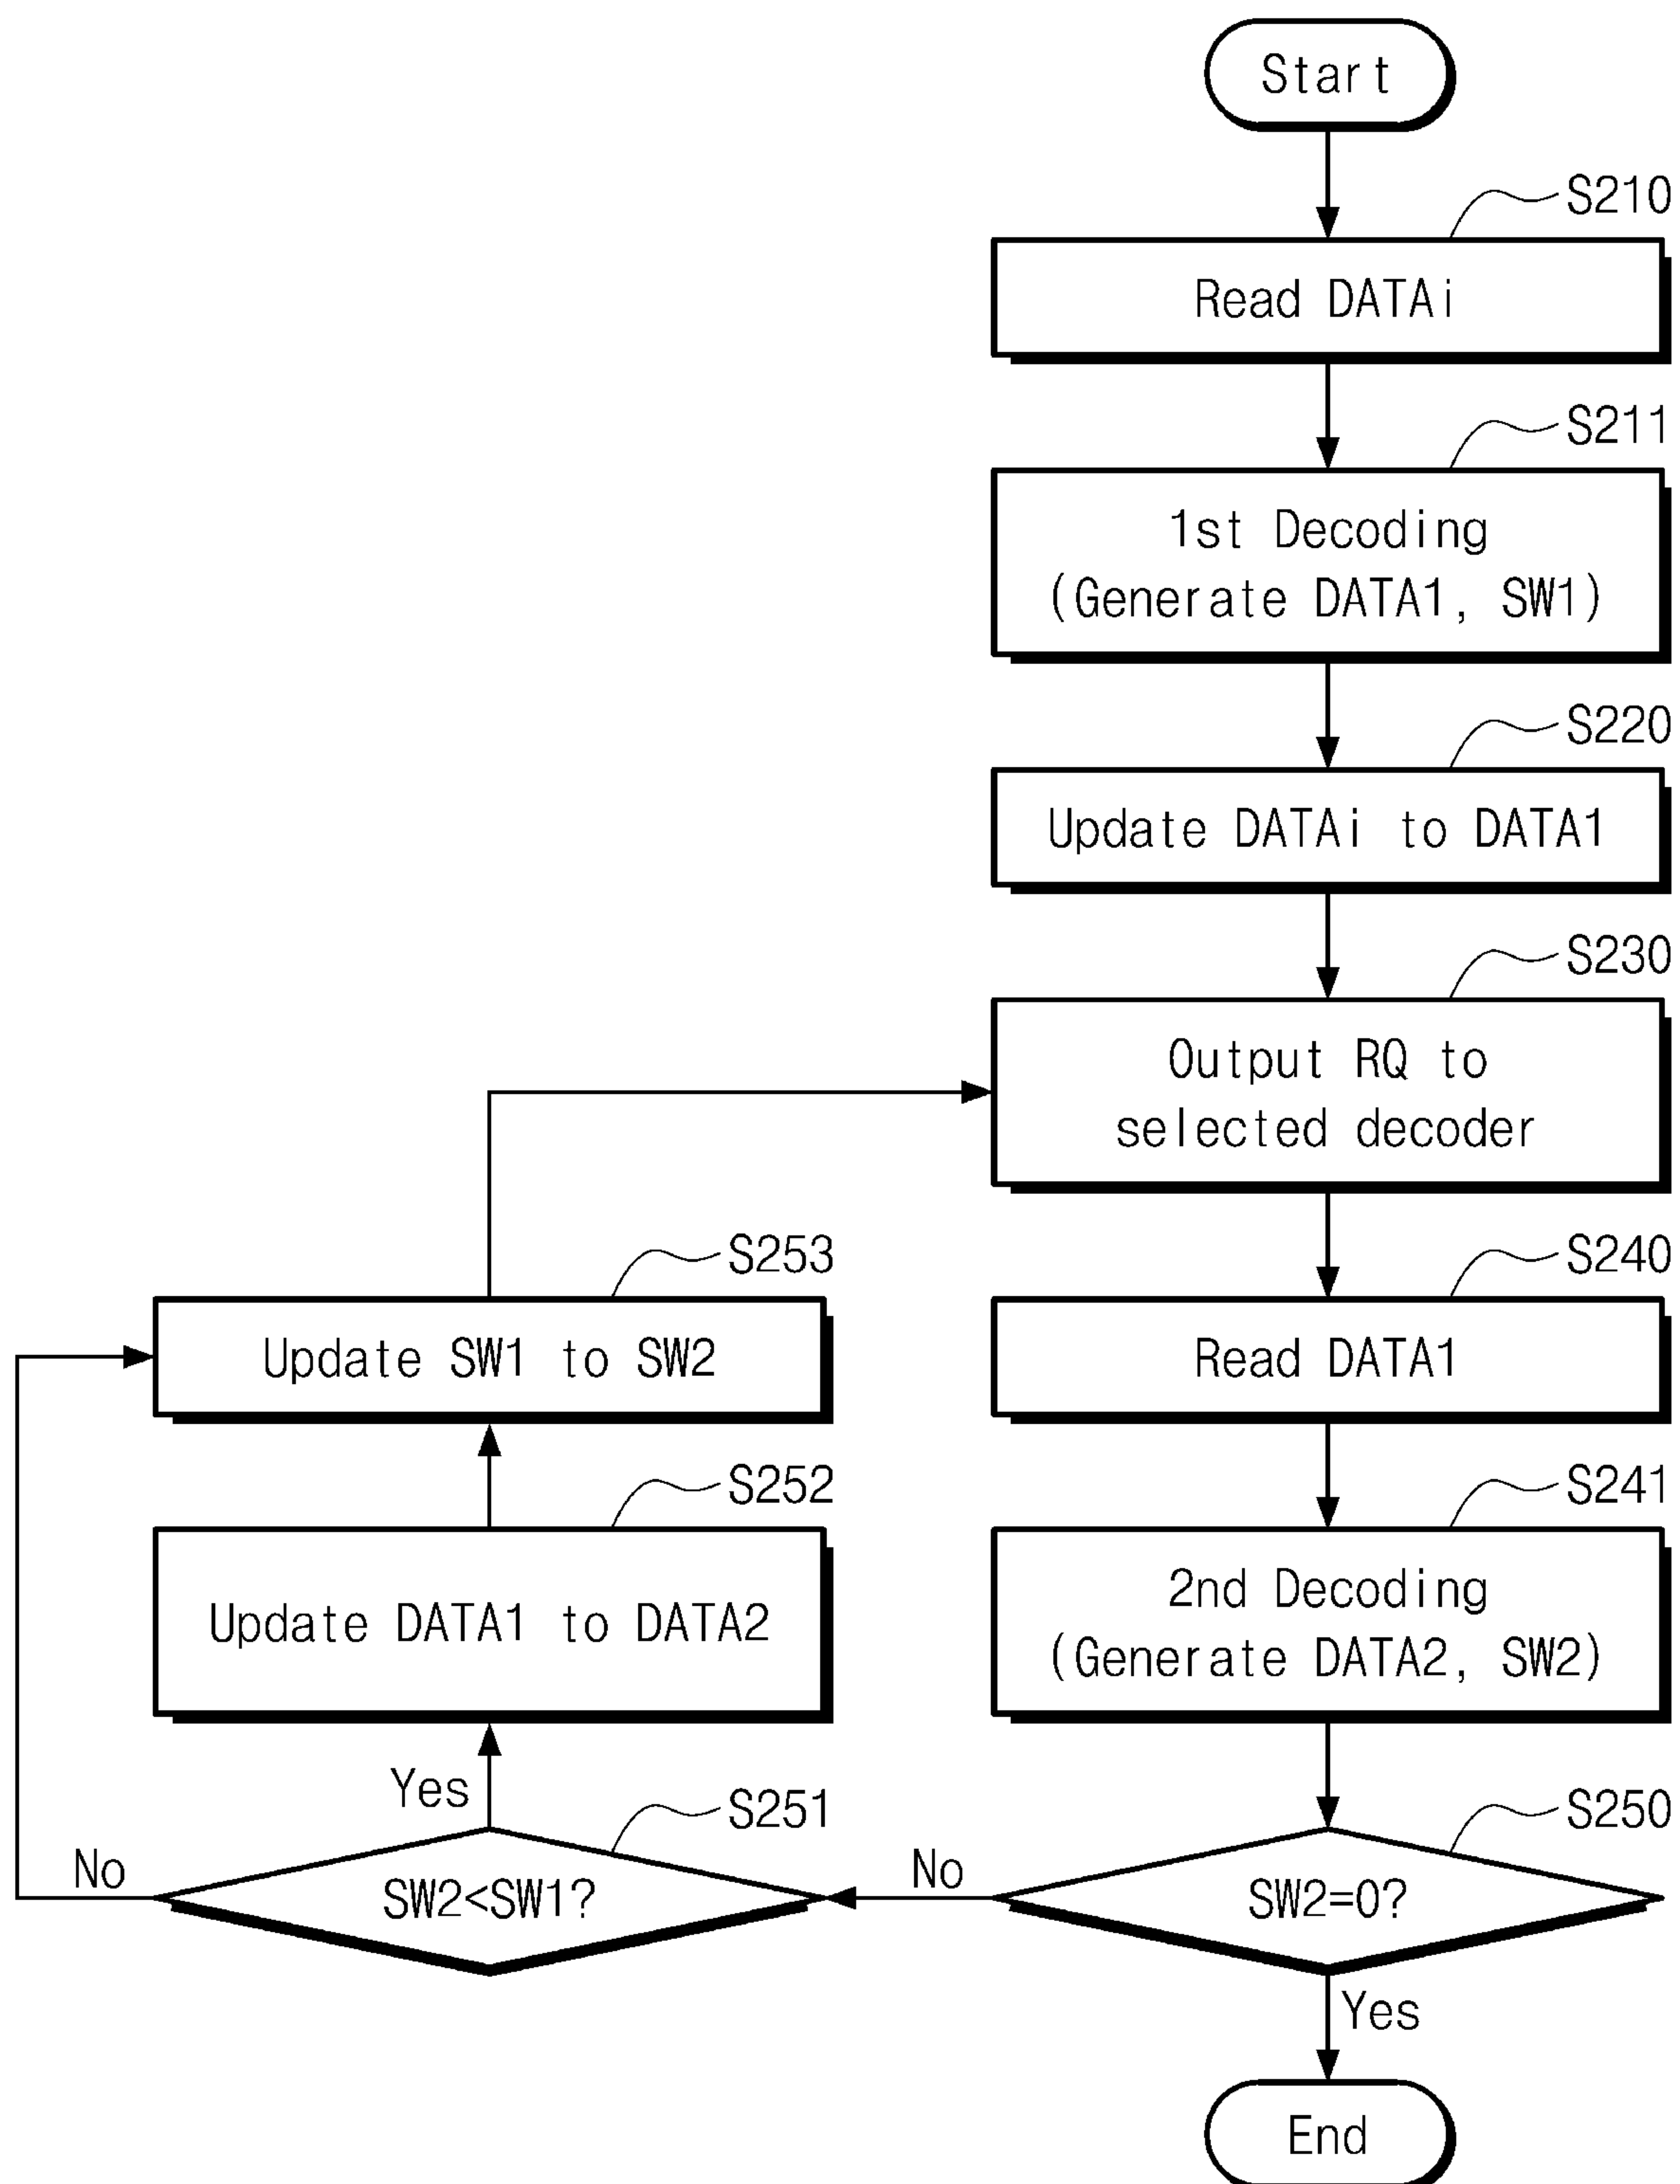 Start
S210
Read DATAi
S211
1st Decoding
(Generate DATA1, SW1)
S220
Update DATAi to DATA1
S230
Output RQ to
selected decoder
S253
Update SW1 to SW2
S240
Read DATA1
S252
Update DATA1 to DATA2
S241
2nd Decoding
(Generate DATA2, SW2)
Yes
S251
S250
No
SW2<SW1?
No
SW2=0?
Yes
End